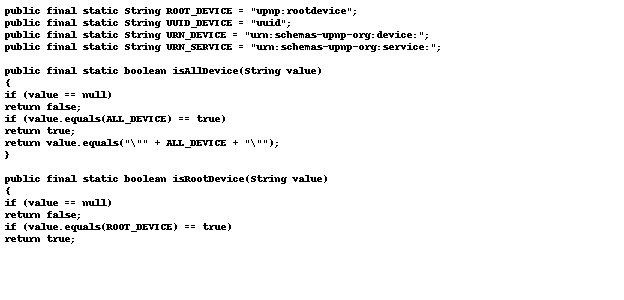 public final static String ROOT_DEVICE = "upnp:rootdevice";
public final static String UUID_DEVICE = "uuid";
public final static String URN_DEVICE = "urn:schemas-upnp-org:device:";
public final static String URN_SERVICE = "urn:schemas-upnp-org:service:";
public final static boolean isAllDevice(String value)
{
if (value == null)
return false;
if (value.equals(ALL_DEVICE) == true)
return true;
return value.equals("\"" + ALL_DEVICE + "\"");
}
public final static boolean isRootDevice(String value)
{
if (value == null)
return false;
if (value.equals(ROOT_DEVICE) == true)
return true;